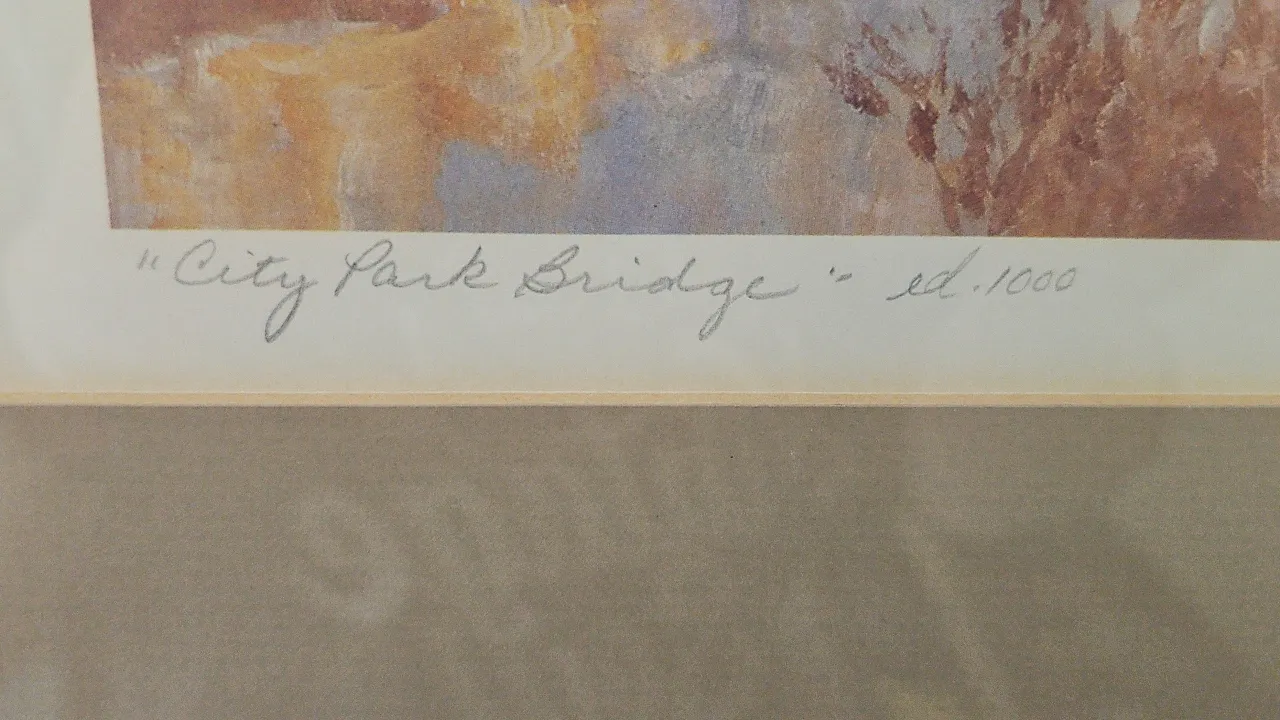 "City Park Bridge" ed. 1000